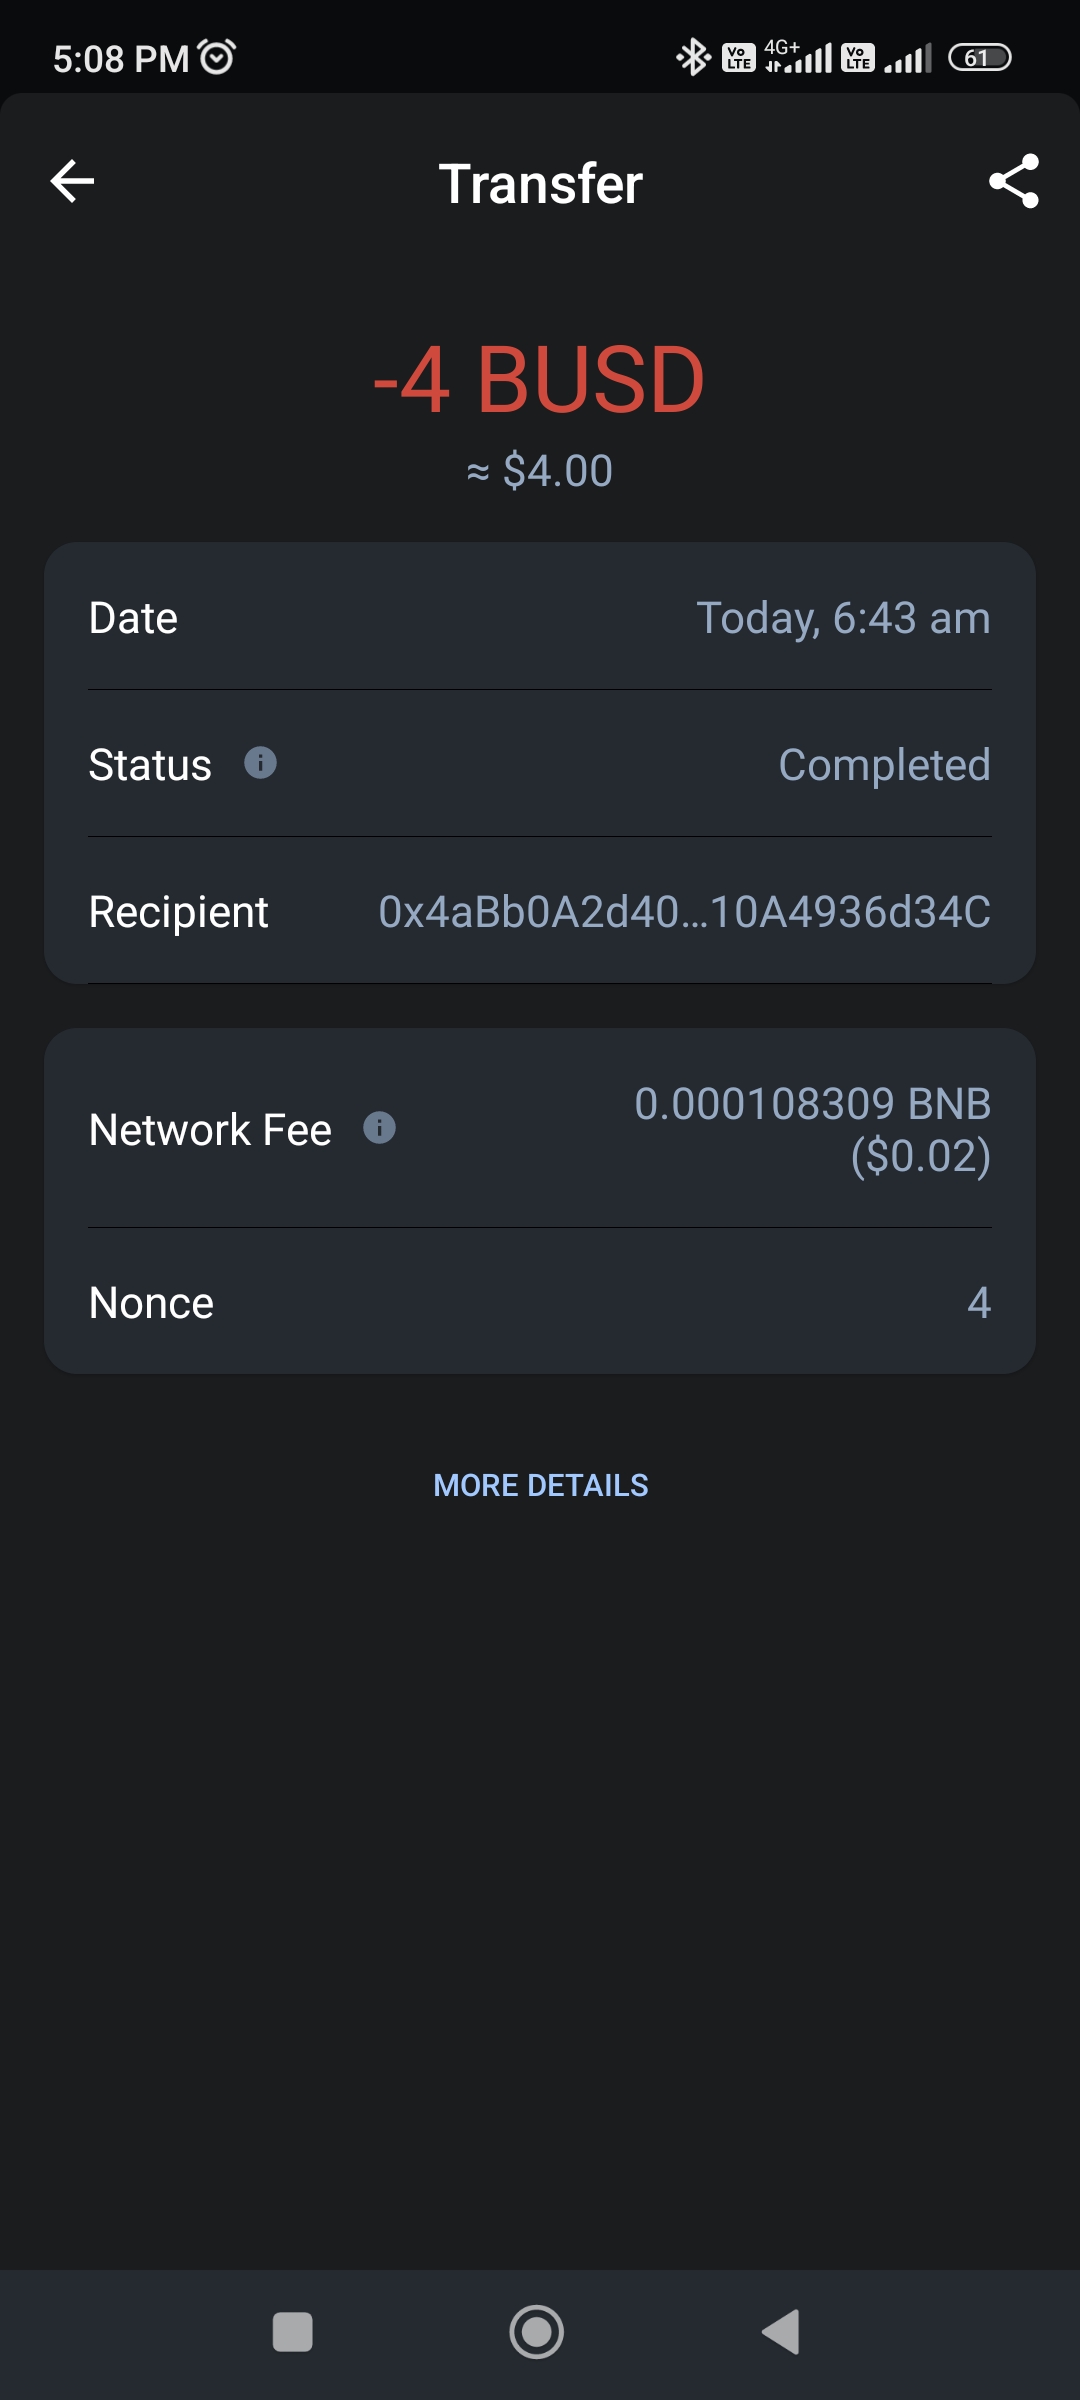 5:08 PM
Vo LTE 4G+ Vo LTE 61
Transfer
-4 BUSD
≈ $4.00
Date Today, 6:43 am
Status Completed
Recipient 0x4aBb0A2d40...10A4936d34C
Network Fee 0.000108309 BNB
($0.02)
Nonce 4
MORE DETAILS